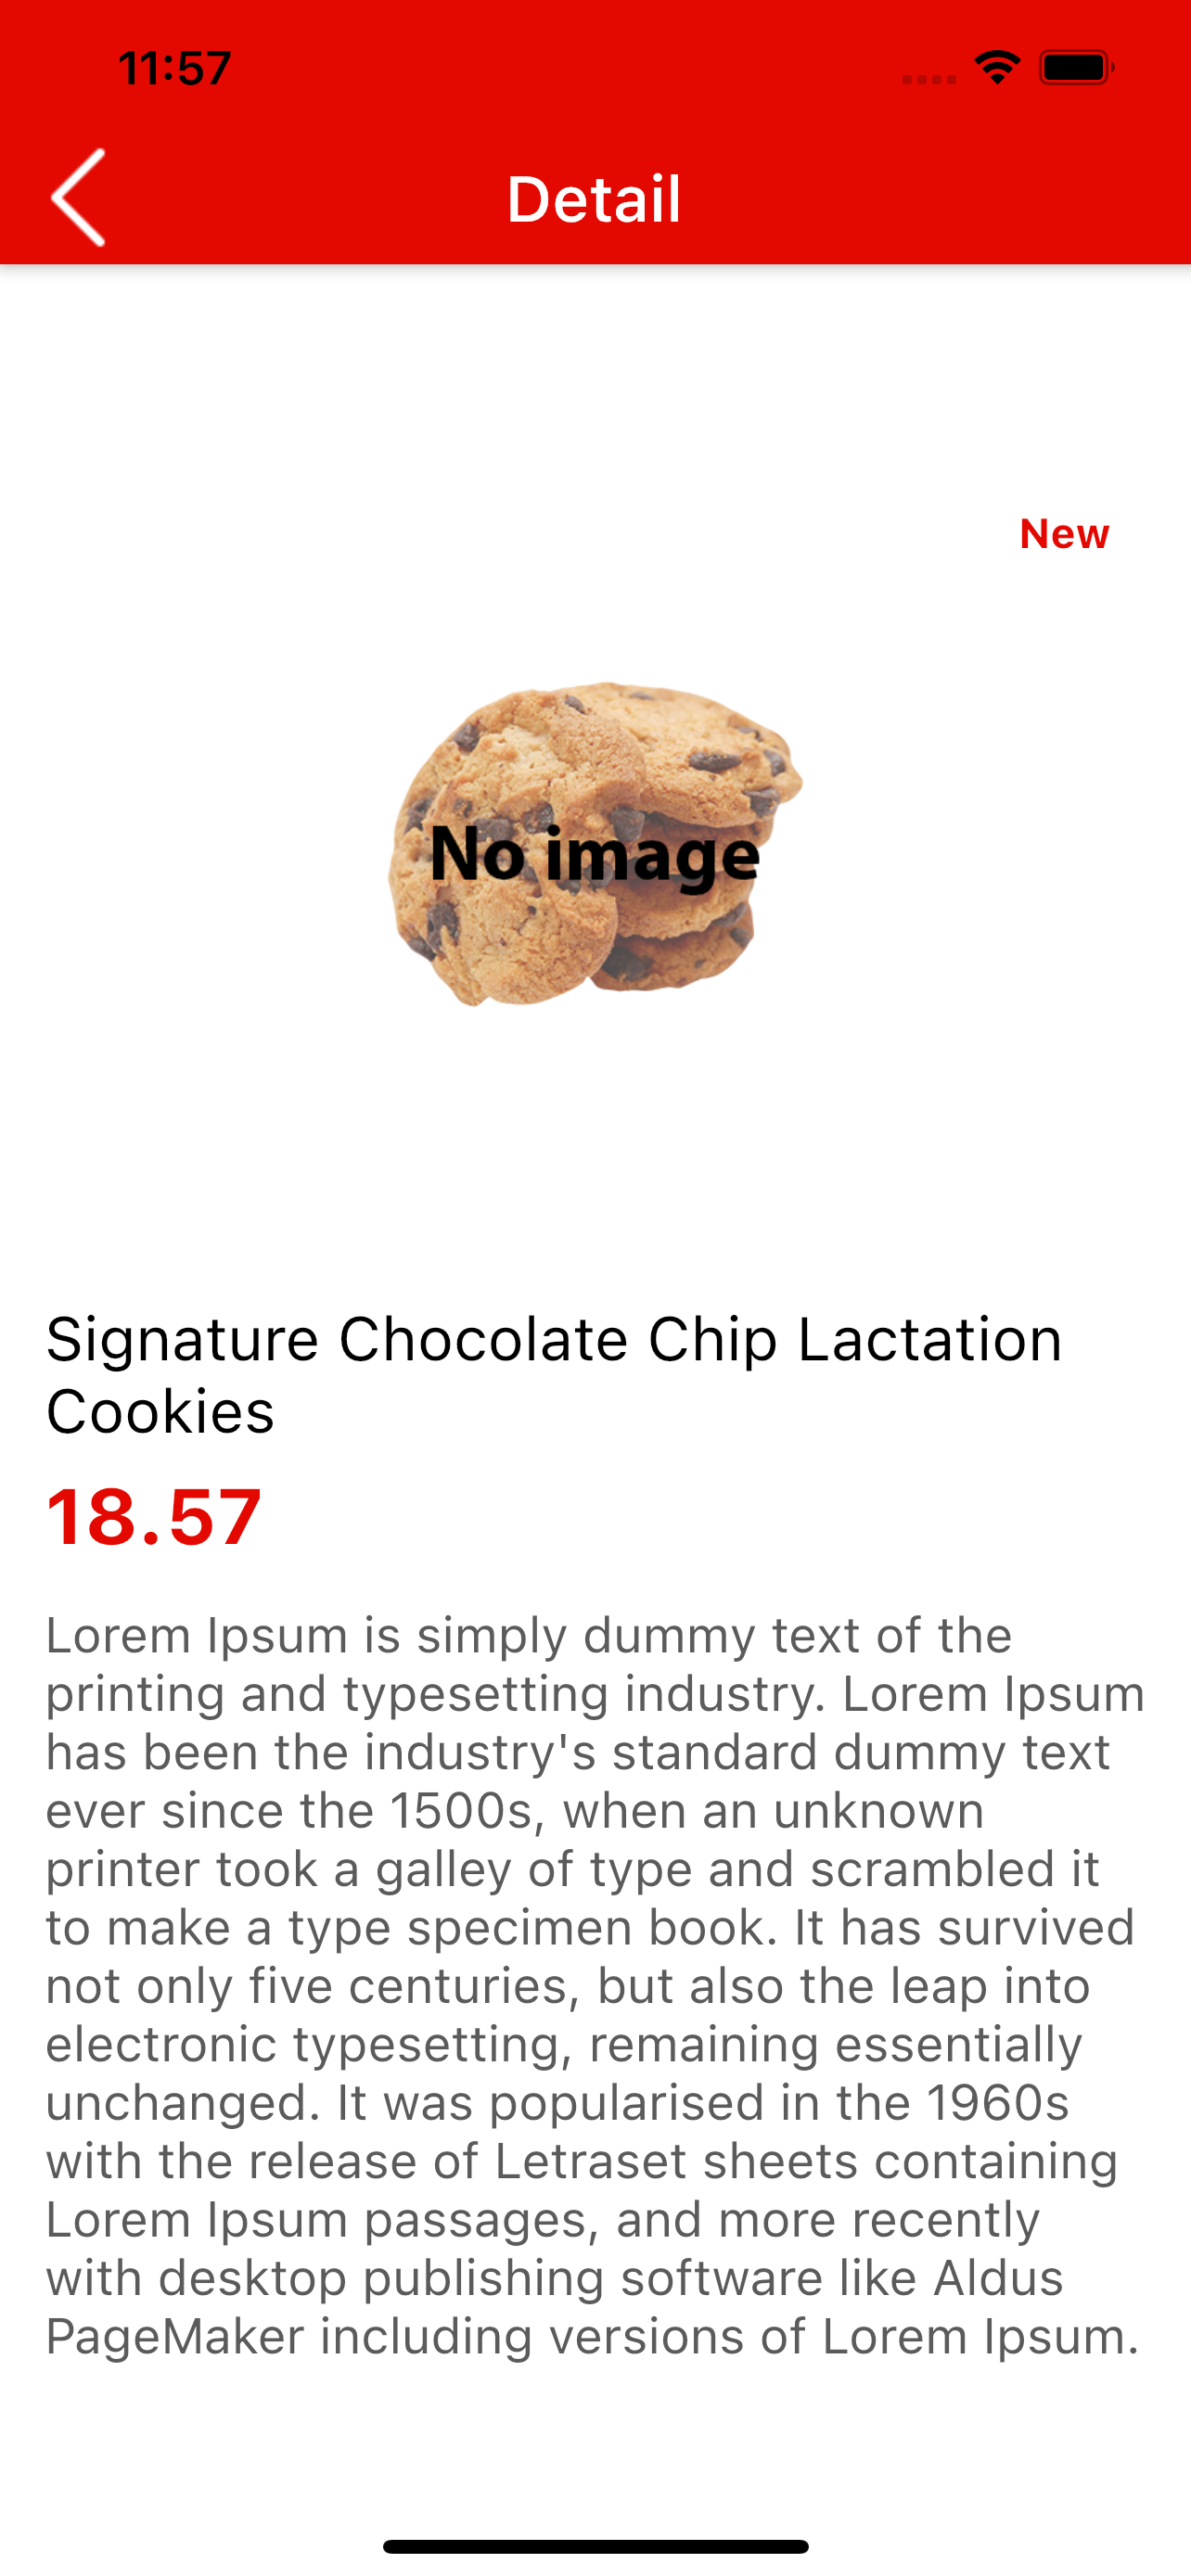 11:57
Detail
New
No image
Signature Chocolate Chip Lactation
Cookies
18.57
Lorem Ipsum is simply dummy text of the
printing and typesetting industry. Lorem Ipsum
has been the industry's standard dummy text
ever since the 1500s, when an unknown
printer took a galley of type and scrambled it
to make a type specimen book. It has survived
not only five centuries, but also the leap into
electronic typesetting, remaining essentially
unchanged. It was popularised in the 1960s
with the release of Letraset sheets containing
Lorem Ipsum passages, and more recently
with desktop publishing software like Aldus
PageMaker including versions of Lorem Ipsum.